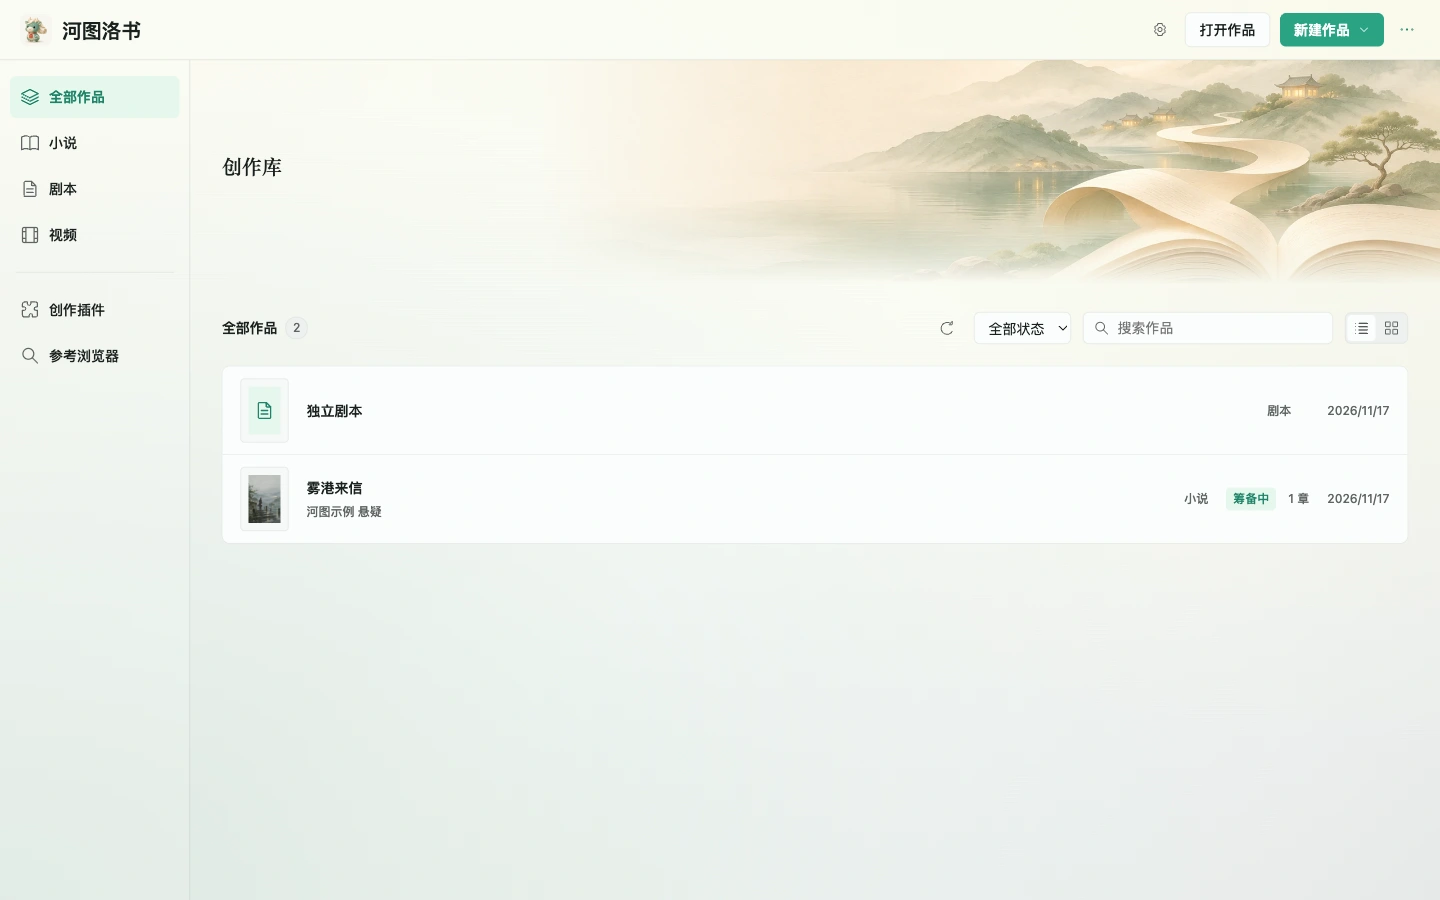 河图洛书
打开作品
新建作品
全部作品
小说
剧本
视频
创作插件
参考浏览器
创作库
全部作品 2
全部状态
搜索作品
独立剧本
剧本 2026/11/17
雾港来信
河图示例 悬疑
小说 筹备中 1 章 2026/11/17